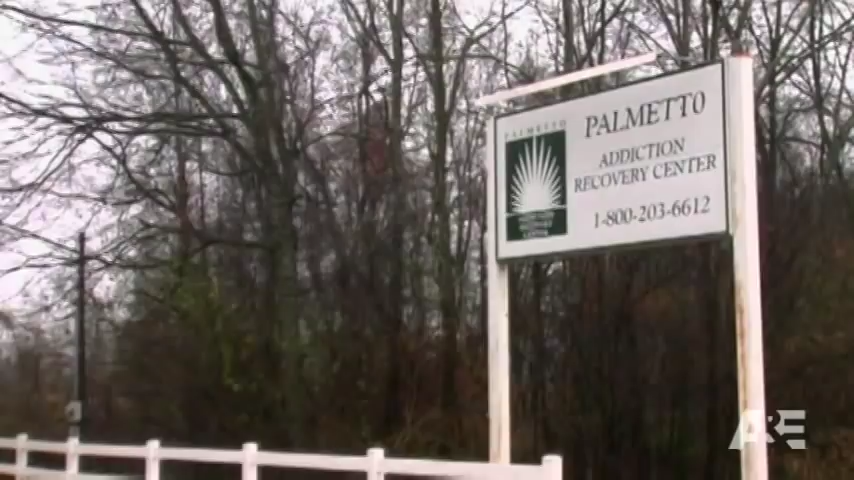 PALMETTO
PALMETTO
ADDICTION
RECOVERY CENTER
1-800-203-6612
A&E